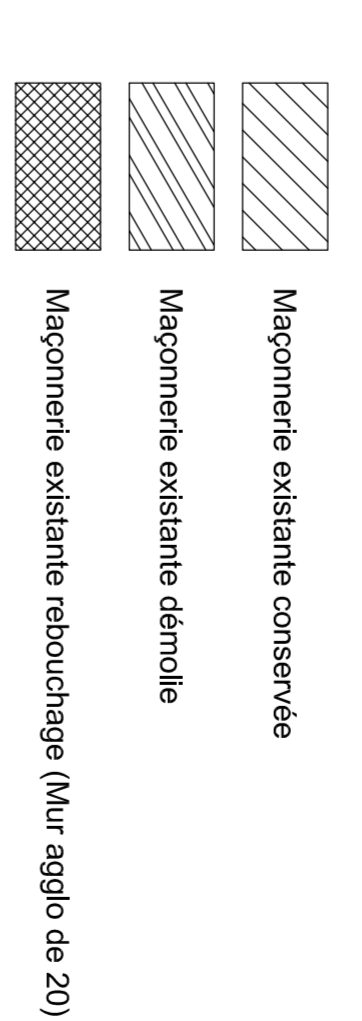 Maçonnerie existante conservée
Maçonnerie existante démolie
Maçonnerie existante rebouchage (Mur agglo de 20)